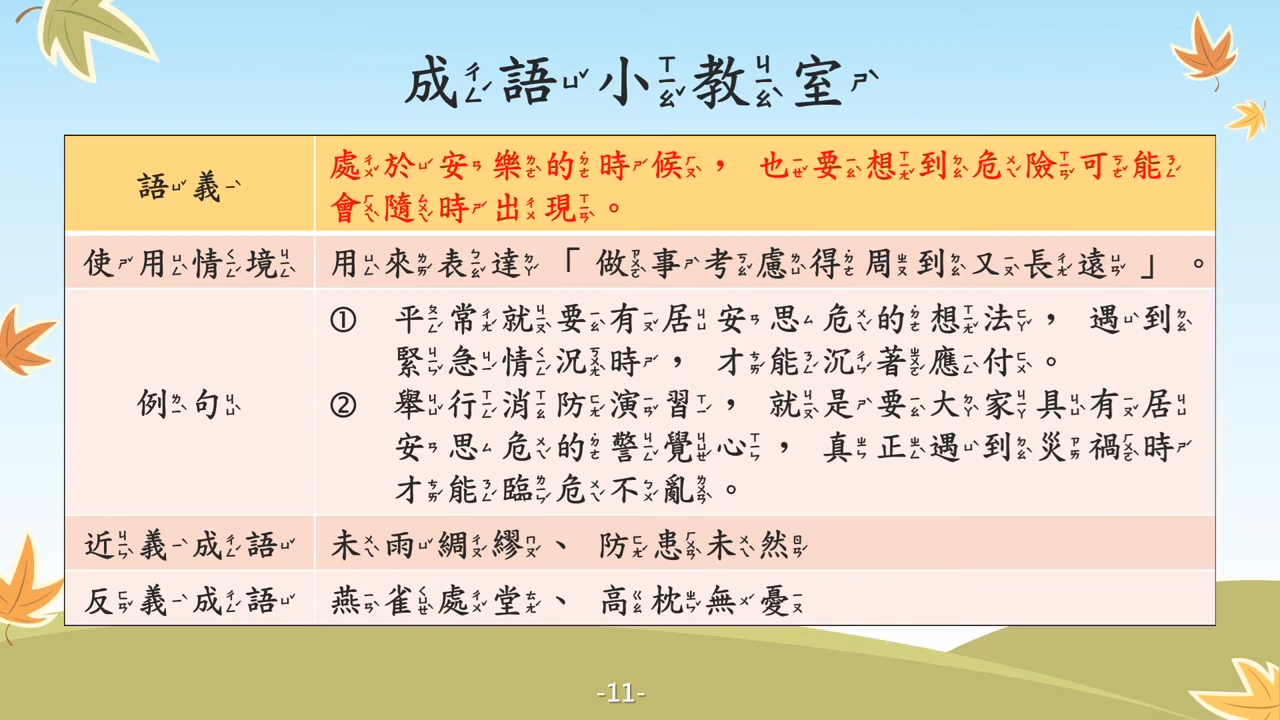 成語小教室
語義
處於安樂的時候，也要想到危險可能
會隨時出現。
使用情境
用來表達「做事考慮得周到又長遠」。
例句
① 平常就要有居安思危的想法，遇到
緊急情況時，才能沉著應付。
② 舉行消防演習，就是要大家具有居
安思危的警覺心，真正遇到災禍時
才能臨危不亂。
近義成語
未雨綢繆、防患未然
反義成語
燕雀處堂、高枕無憂
-11-